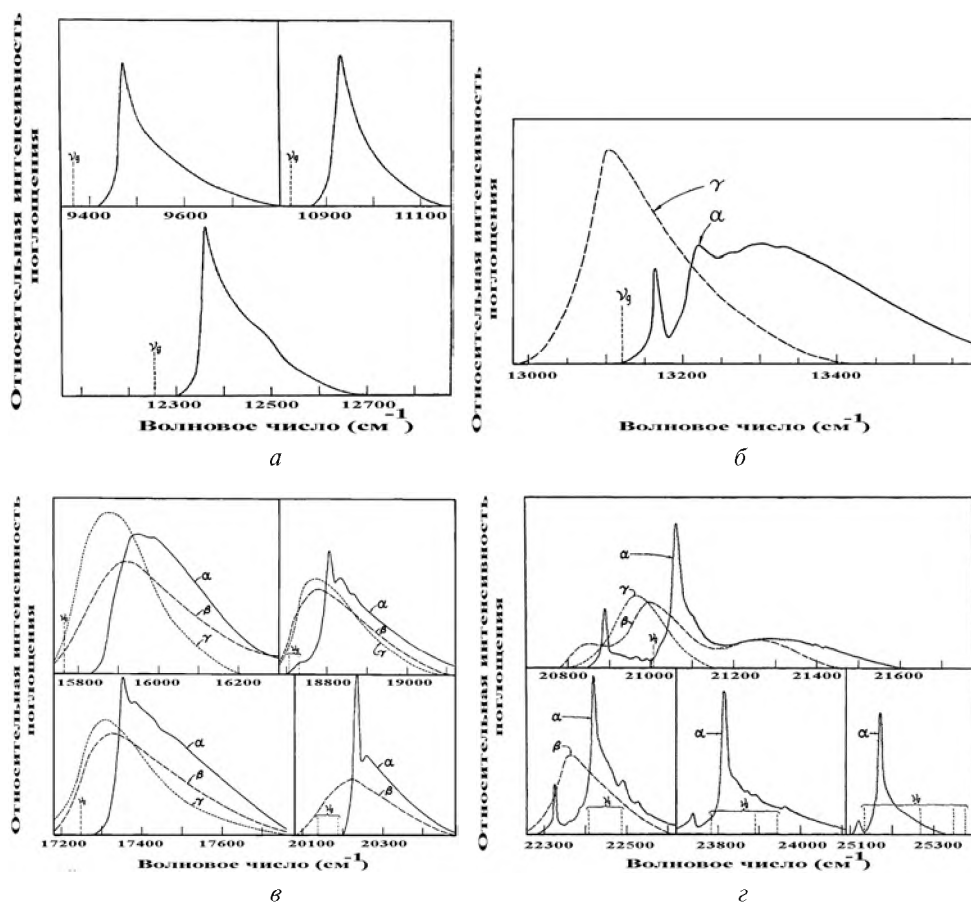 Относительная интенсивность
поглощения
νg
νg
9400 9600 10900 11100
νg
12300 12500 12700
Волновое число (см⁻¹)
а
Относительная интенсивность
поглощения
γ
α
νg
13000 13200 13400
Волновое число (см⁻¹)
б
Относительная интенсивность
поглощения
α
β
γ
α
β
γ
15800 16000 16200 18800 19000
α
β
γ
α
β
17200 17400 17600 20100 20300
Волновое число (см⁻¹)
в
Относительная интенсивность
поглощения
α
γ
β
20800 21000 21200 21400 21600
α
β
α
α
22300 22500 23800 24000 25100 25300
Волновое число (см⁻¹)
г